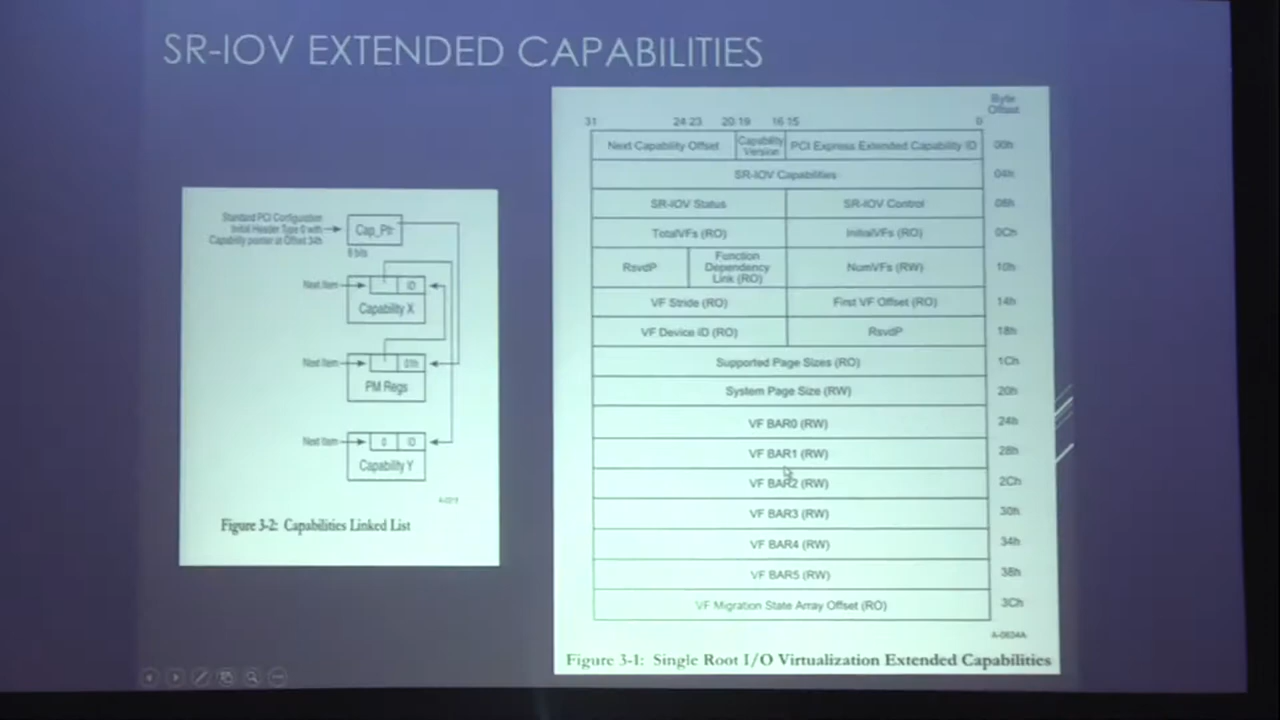 SR-IOV EXTENDED CAPABILITIES
Standard PCI Configuration
Initial Header Type 0 with
Capability pointer at Offset 34h
Cap_Ptr
8 bits
Next Item
ID
Capability X
Next Item
01h
PM Regs
Next Item
0
ID
Capability Y
Figure 3-2: Capabilities Linked List
Byte
Offset
31
24 23
20 19
16 15
0
Next Capability Offset
Capability
Version
PCI Express Extended Capability ID
00h
SR-IOV Capabilities
04h
SR-IOV Status
SR-IOV Control
08h
TotalVFs (RO)
InitialVFs (RO)
0Ch
RsvdP
Function
Dependency
Link (RO)
NumVFs (RW)
10h
VF Stride (RO)
First VF Offset (RO)
14h
VF Device ID (RO)
RsvdP
18h
Supported Page Sizes (RO)
1Ch
System Page Size (RW)
20h
VF BAR0 (RW)
24h
VF BAR1 (RW)
28h
VF BAR2 (RW)
2Ch
VF BAR3 (RW)
30h
VF BAR4 (RW)
34h
VF BAR5 (RW)
38h
VF Migration State Array Offset (RO)
3Ch
A-0634A
Figure 3-1: Single Root I/O Virtualization Extended Capabilities